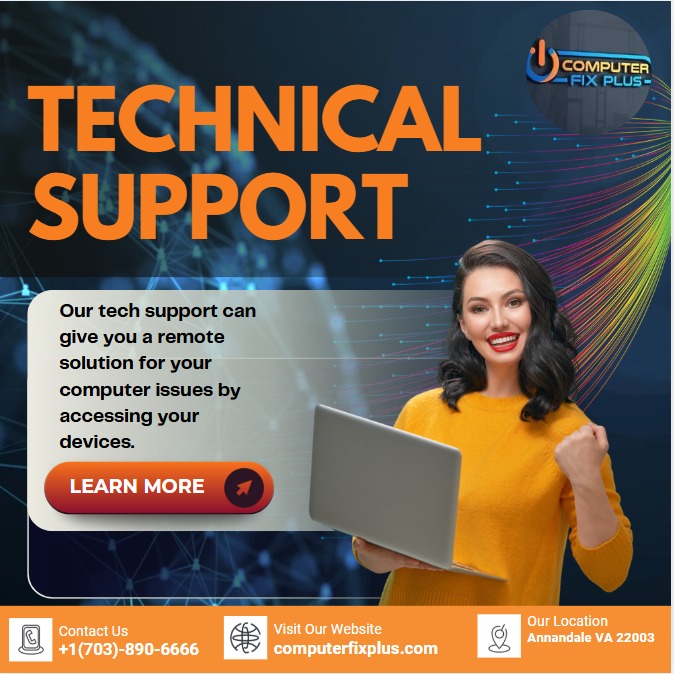 COMPUTER
FIX PLUS
TECHNICAL
SUPPORT
Our tech support can
give you a remote
solution for your
computer issues by
accessing your
devices.
LEARN MORE
Contact Us
+1(703)-890-6666
Visit Our Website
computerfixplus.com
Our Location
Annandale VA 22003